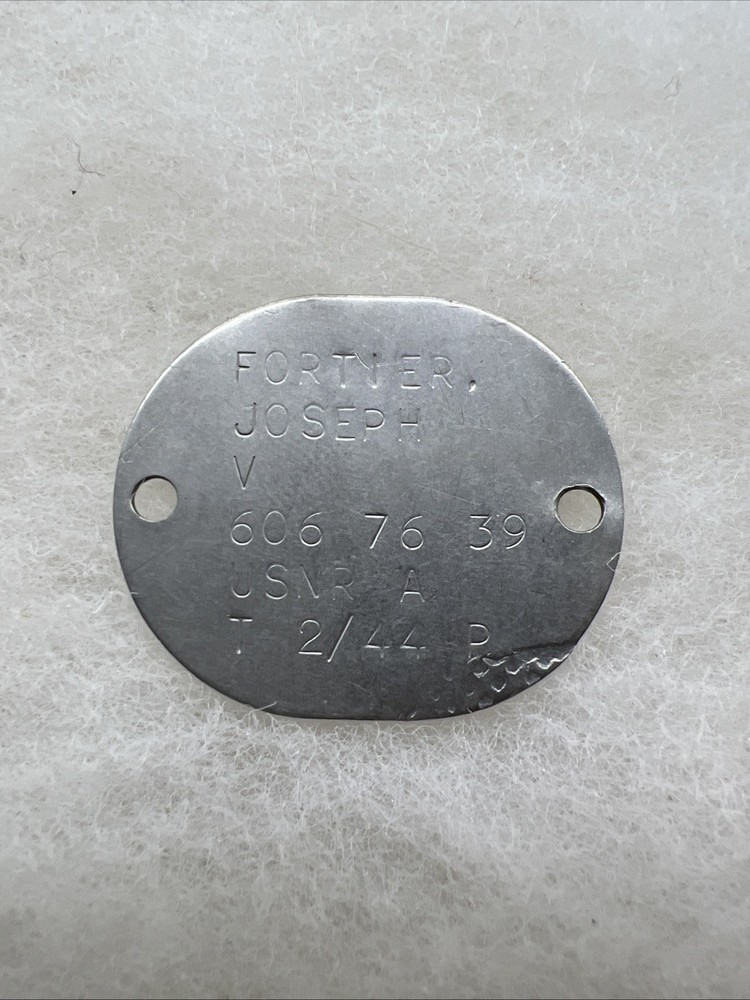 FORTNER,
JOSEPH
V
606 76 39
USNR A
T 2/44 P